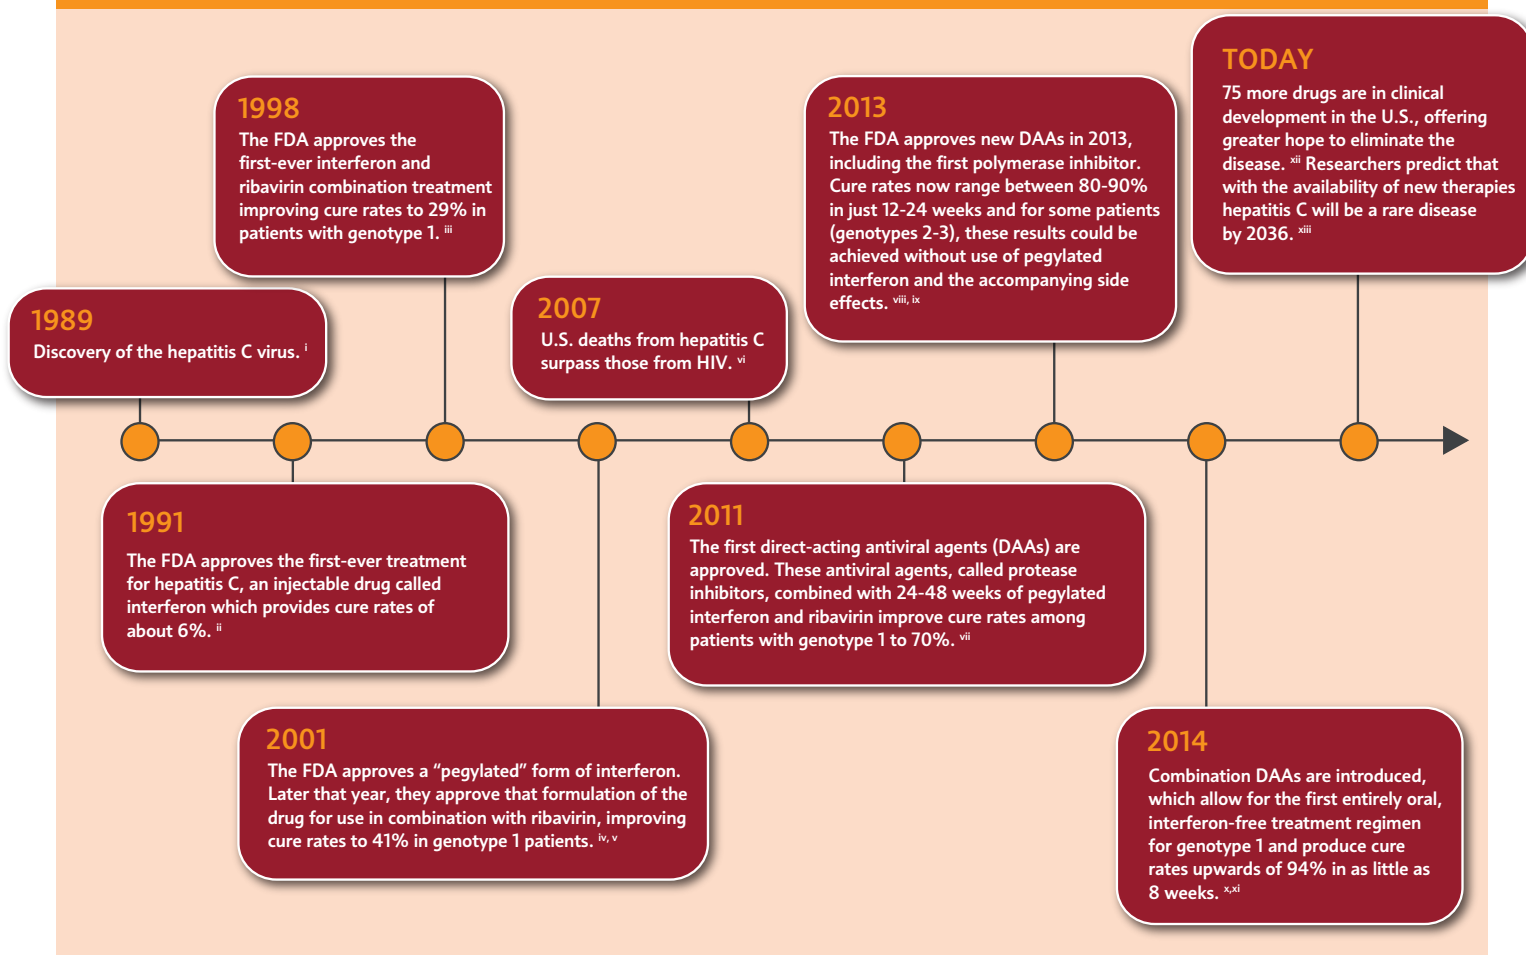 1989
Discovery of the hepatitis C virus. i
1991
The FDA approves the first-ever treatment
for hepatitis C, an injectable drug called
interferon which provides cure rates of
about 6%. ii
1998
The FDA approves the
first-ever interferon and
ribavirin combination treatment
improving cure rates to 29% in
patients with genotype 1. iii
2001
The FDA approves a “pegylated” form of interferon.
Later that year, they approve that formulation of the
drug for use in combination with ribavirin, improving
cure rates to 41% in genotype 1 patients. iv, v
2007
U.S. deaths from hepatitis C
surpass those from HIV. vi
2011
The first direct-acting antiviral agents (DAAs) are
approved. These antiviral agents, called protease
inhibitors, combined with 24-48 weeks of pegylated
interferon and ribavirin improve cure rates among
patients with genotype 1 to 70%. vii
2013
The FDA approves new DAAs in 2013,
including the first polymerase inhibitor.
Cure rates now range between 80-90%
in just 12-24 weeks and for some patients
(genotypes 2-3), these results could be
achieved without use of pegylated
interferon and the accompanying side
effects. viii, ix
2014
Combination DAAs are introduced,
which allow for the first entirely oral,
interferon-free treatment regimen
for genotype 1 and produce cure
rates upwards of 94% in as little as
8 weeks. x,xi
TODAY
75 more drugs are in clinical
development in the U.S., offering
greater hope to eliminate the
disease. xii Researchers predict that
with the availability of new therapies
hepatitis C will be a rare disease
by 2036. xiii